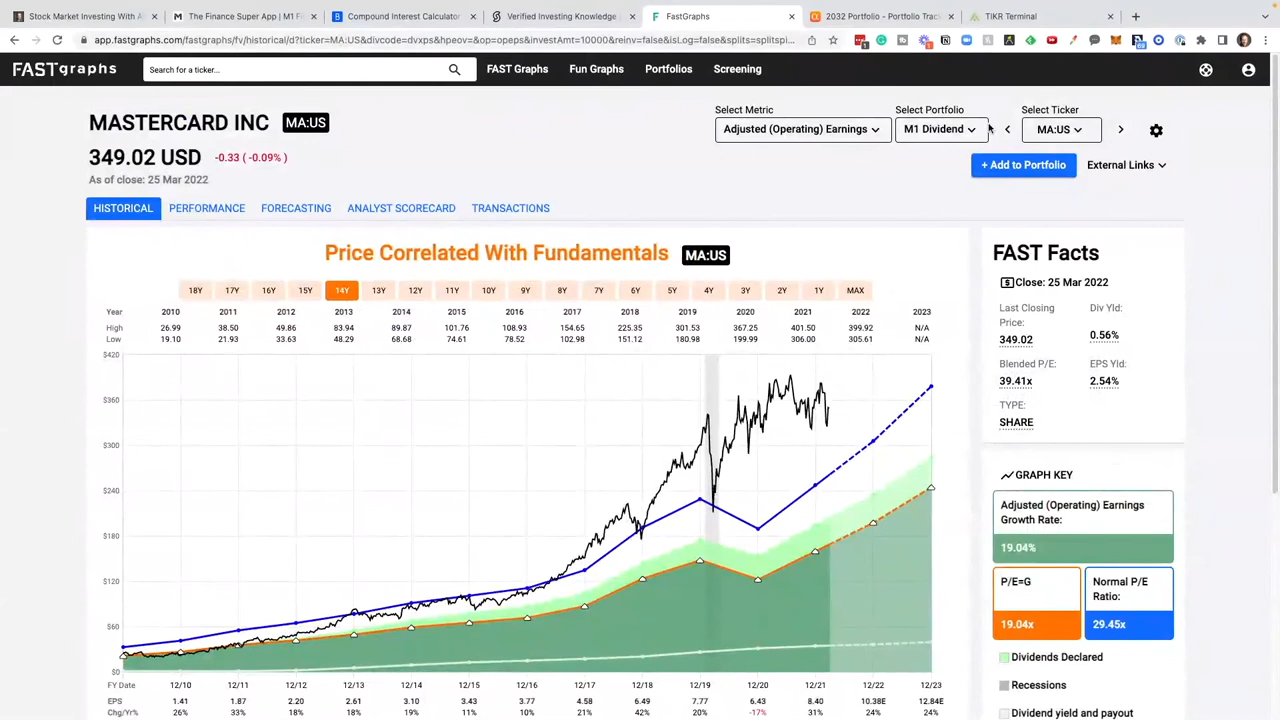 Stock Market Investing With A
The Finance Super App | M1 Fi
Compound Interest Calculator
Verified Investing Knowledge
FastGraphs
2032 Portfolio - Portfolio Track
TIKR Terminal
app.fastgraphs.com/fastgraphs/fv/historical/d?ticker=MA:US&divcode=dvxps&hpeov=&op=opeps&investAmt=10000&reinv=false&isLog=false&splits=splitspi...
FASTgraphs
Search for a ticker...
FAST Graphs
Fun Graphs
Portfolios
Screening
MASTERCARD INC MA:US
349.02 USD -0.33 ( -0.09% )
As of close: 25 Mar 2022
Select Metric
Adjusted (Operating) Earnings
Select Portfolio
M1 Dividend
Select Ticker
MA:US
+ Add to Portfolio
External Links
HISTORICAL PERFORMANCE FORECASTING ANALYST SCORECARD TRANSACTIONS
Price Correlated With Fundamentals MA:US
18Y 17Y 16Y 15Y 14Y 13Y 12Y 11Y 10Y 9Y 8Y 7Y 6Y 5Y 4Y 3Y 2Y 1Y MAX
Year 2010 2011 2012 2013 2014 2015 2016 2017 2018 2019 2020 2021 2022 2023
High 26.99 38.50 49.86 83.94 89.87 101.76 108.93 154.65 225.35 301.53 367.25 401.50 399.92 N/A
Low 19.10 21.93 33.63 48.29 68.68 74.61 78.52 102.98 151.12 180.98 199.99 306.00 305.61 N/A
$420
$360
$300
$240
$180
$120
$60
$0
FY Date 12/10 12/11 12/12 12/13 12/14 12/15 12/16 12/17 12/18 12/19 12/20 12/21 12/22 12/23
EPS 1.41 1.87 2.20 2.61 3.10 3.43 3.77 4.58 6.49 7.77 6.43 8.40 10.38E 12.84E
Chg/Yr% 26% 33% 18% 18% 19% 11% 10% 21% 42% 20% -17% 31% 24% 24%
FAST Facts
Close: 25 Mar 2022
Last Closing Price:
349.02
Div Yld:
0.56%
Blended P/E:
39.41x
EPS Yld:
2.54%
TYPE:
SHARE
GRAPH KEY
Adjusted (Operating) Earnings
Growth Rate:
19.04%
P/E=G
19.04x
Normal P/E
Ratio:
29.45x
Dividends Declared
Recessions
Dividend yield and payout